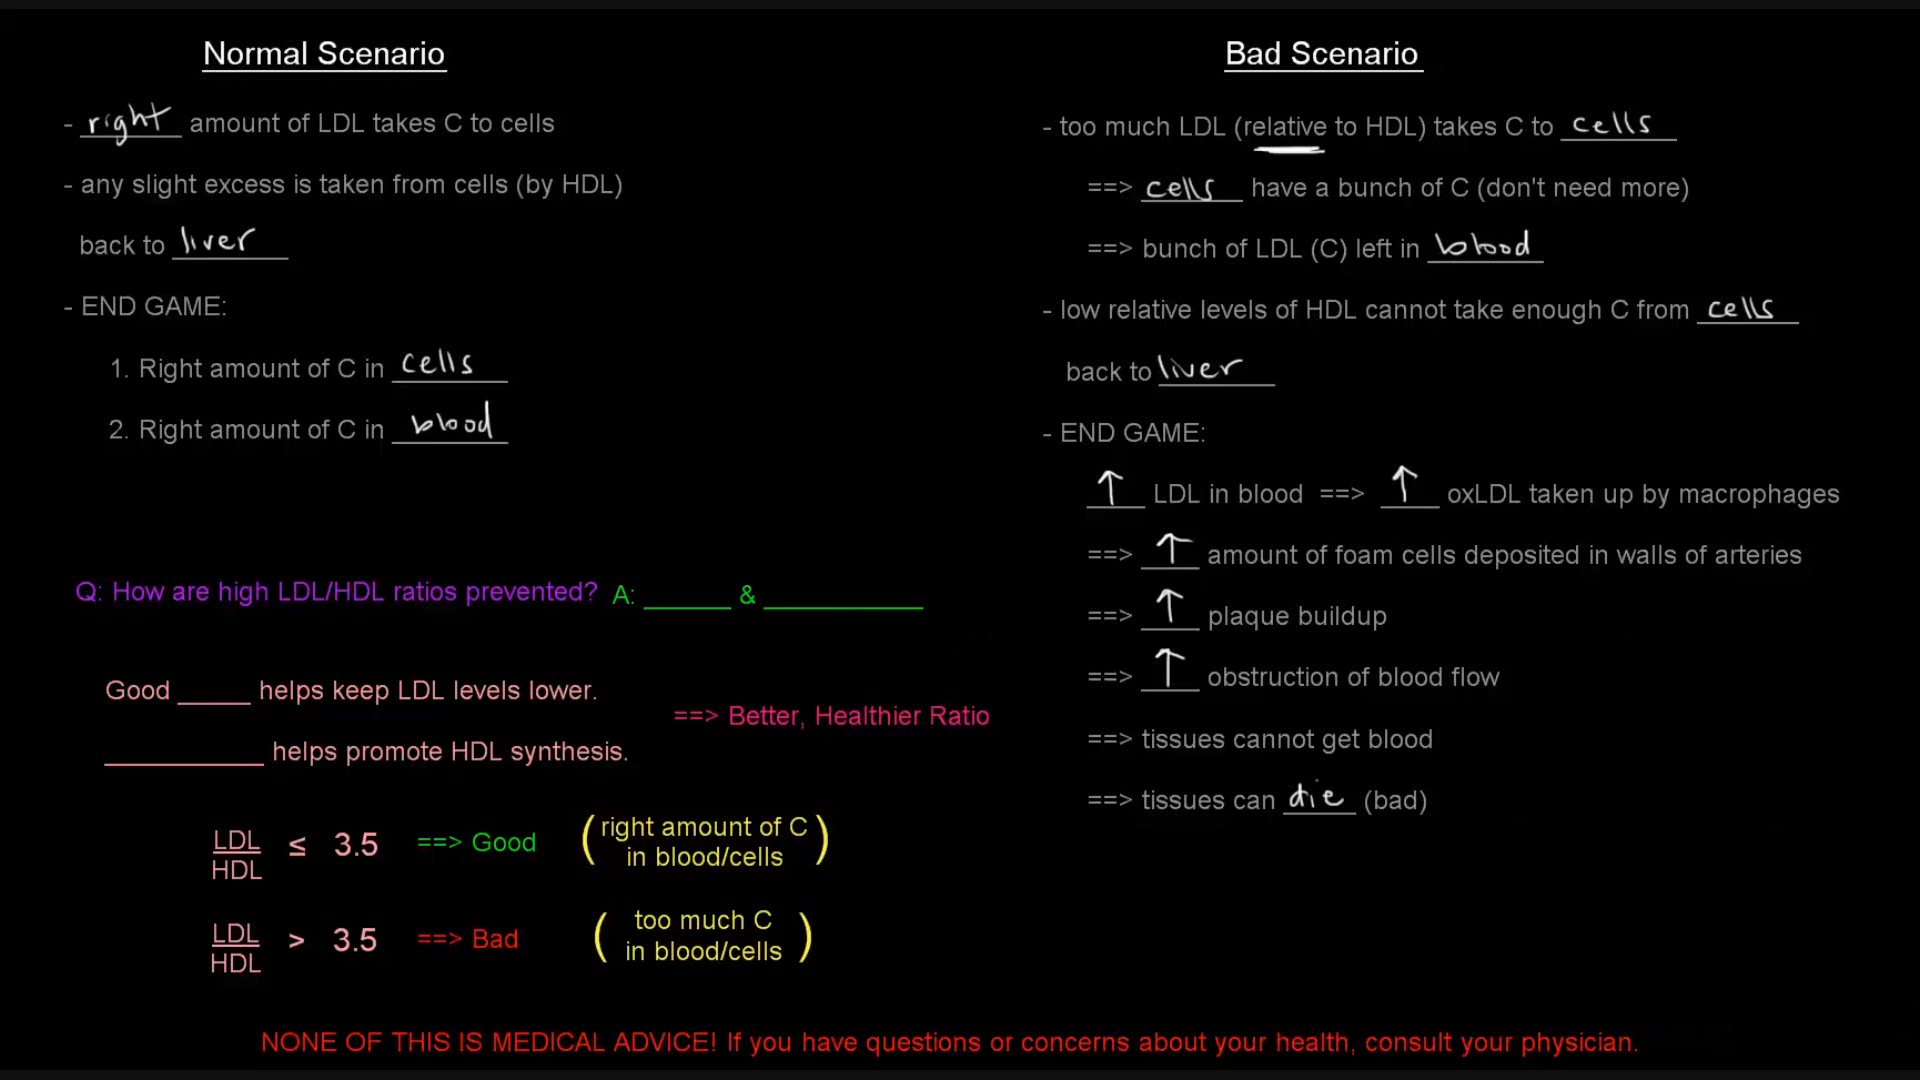 Normal Scenario
- right amount of LDL takes C to cells
- any slight excess is taken from cells (by HDL)
back to liver
- END GAME:
1. Right amount of C in cells
2. Right amount of C in blood
Q: How are high LDL/HDL ratios prevented? A: ______ & ___________
Good _____ helps keep LDL levels lower.
___________ helps promote HDL synthesis.
==> Better, Healthier Ratio
LDL
HDL
≤ 3.5 ==> Good
(right amount of C
in blood/cells)
LDL
HDL
> 3.5 ==> Bad
(too much C
in blood/cells)
Bad Scenario
- too much LDL (relative to HDL) takes C to cells
==> cells have a bunch of C (don't need more)
==> bunch of LDL (C) left in blood
- low relative levels of HDL cannot take enough C from cells
back to liver
- END GAME:
↑ LDL in blood ==> ↑ oxLDL taken up by macrophages
==> ↑ amount of foam cells deposited in walls of arteries
==> ↑ plaque buildup
==> ↑ obstruction of blood flow
==> tissues cannot get blood
==> tissues can die (bad)
NONE OF THIS IS MEDICAL ADVICE! If you have questions or concerns about your health, consult your physician.